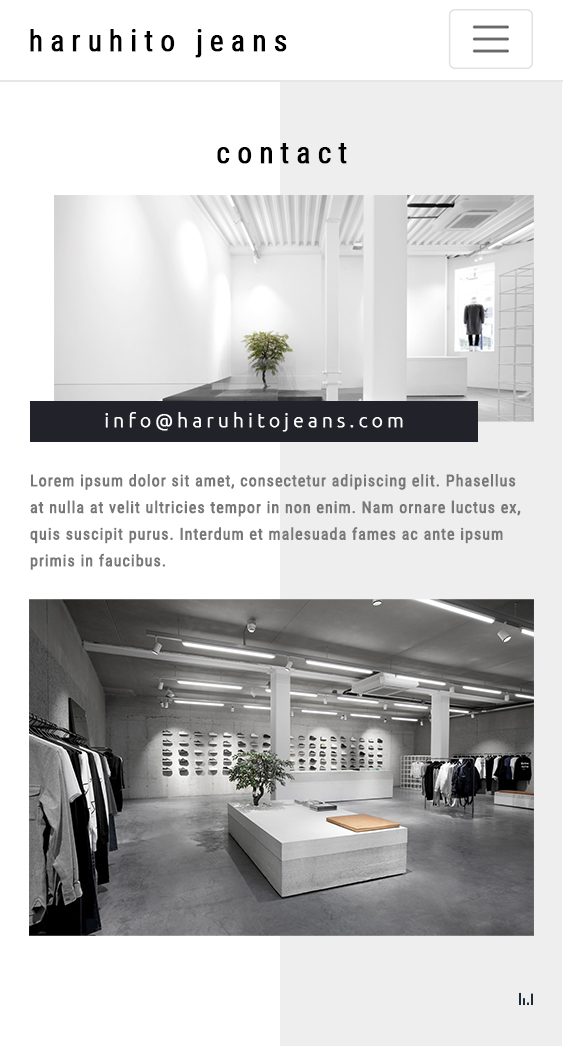 haruhito jeans
contact
info@haruhitojeans.com
Lorem ipsum dolor sit amet, consectetur adipiscing elit. Phasellus
at nulla at velit ultricies tempor in non enim. Nam ornare luctus ex,
quis suscipit purus. Interdum et malesuada fames ac ante ipsum
primis in faucibus.